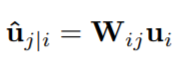 û_{j|i} = W_{ij}u_i